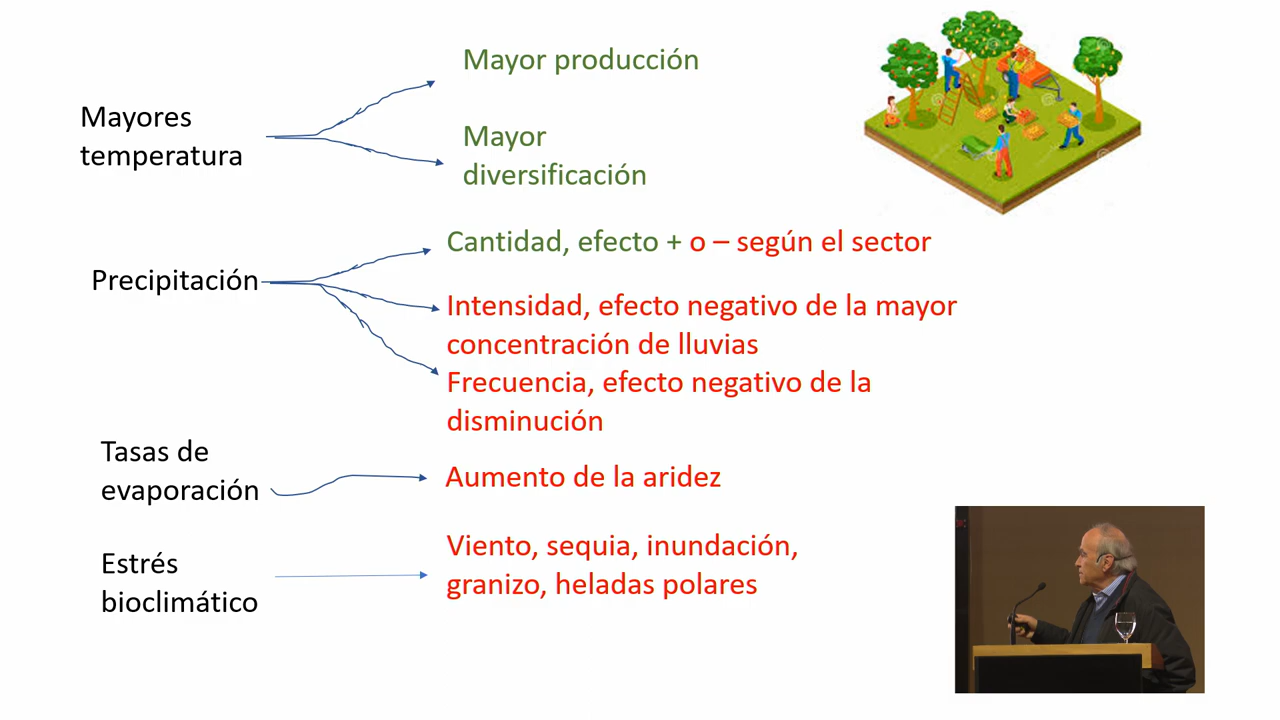 Mayor producción
Mayores
temperatura
Mayor
diversificación
Precipitación
Cantidad, efecto + o – según el sector
Intensidad, efecto negativo de la mayor
concentración de lluvias
Frecuencia, efecto negativo de la
disminución
Tasas de
evaporación
Aumento de la aridez
Estrés
bioclimático
Viento, sequia, inundación,
granizo, heladas polares